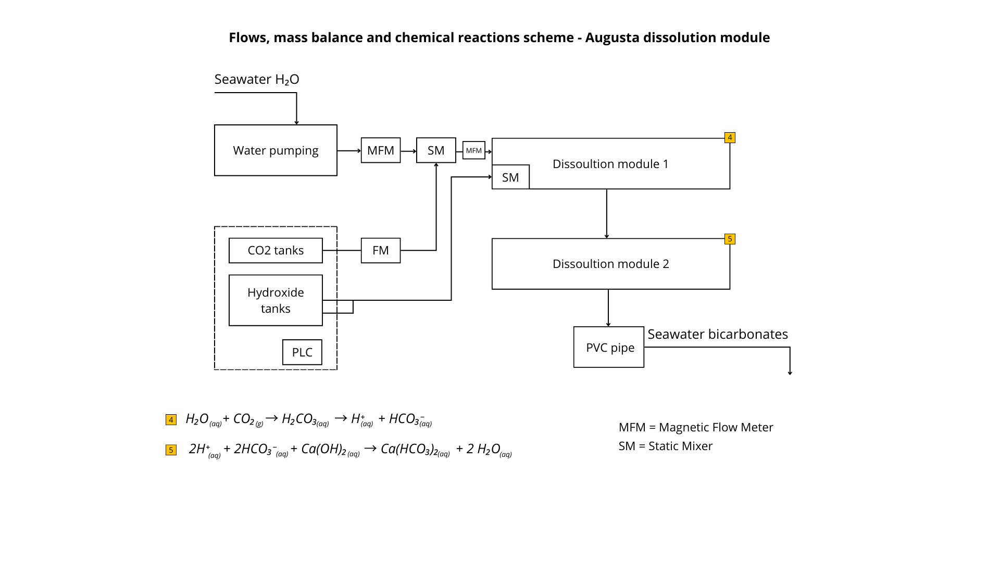 Flows, mass balance and chemical reactions scheme - Augusta dissolution module
Seawater H₂O
Water pumping
MFM
SM
MFM
4
Dissoultion module 1
SM
CO2 tanks
FM
5
Dissoultion module 2
Hydroxide
tanks
PLC
PVC pipe
Seawater bicarbonates
4 H₂O(aq) + CO₂(g) → H₂CO₃(aq) → H⁺(aq) + HCO₃⁻(aq)
5 2H⁺(aq) + 2HCO₃⁻(aq) + Ca(OH)₂(aq) → Ca(HCO₃)₂(aq) + 2 H₂O(aq)
MFM = Magnetic Flow Meter
SM = Static Mixer